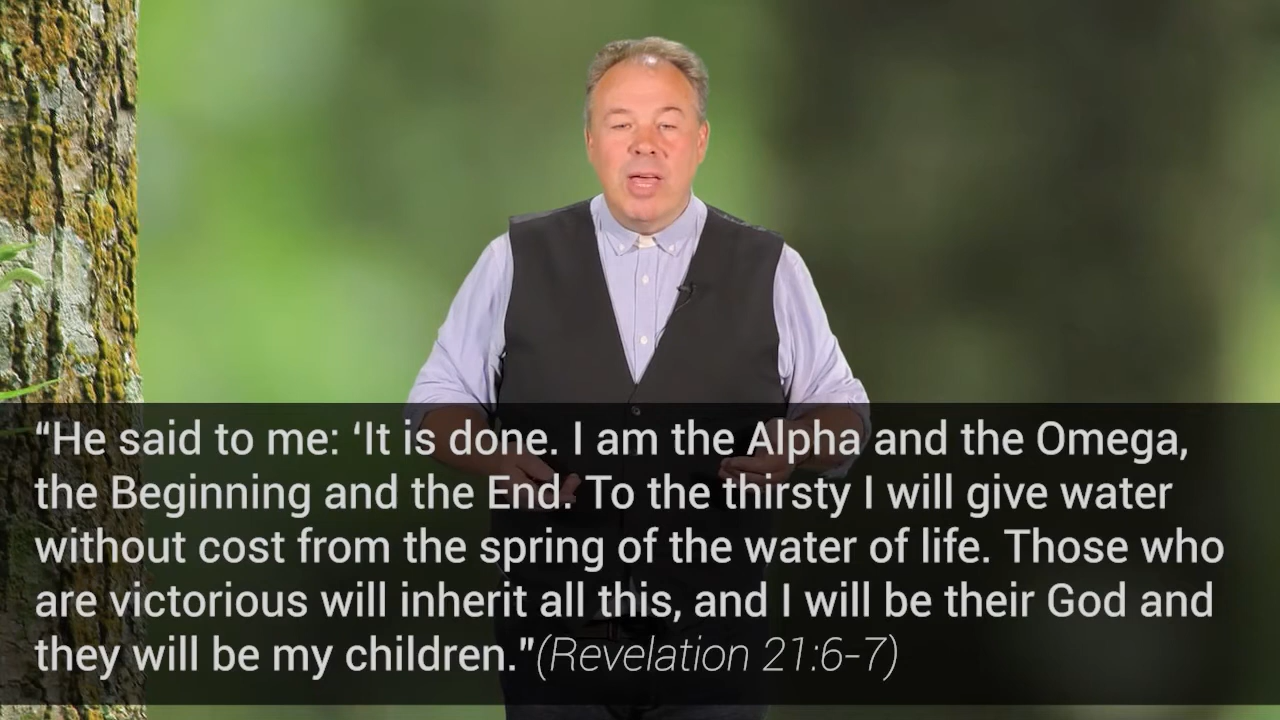 “He said to me: ‘It is done. I am the Alpha and the Omega,
the Beginning and the End. To the thirsty I will give water
without cost from the spring of the water of life. Those who
are victorious will inherit all this, and I will be their God and
they will be my children."(Revelation 21:6-7)